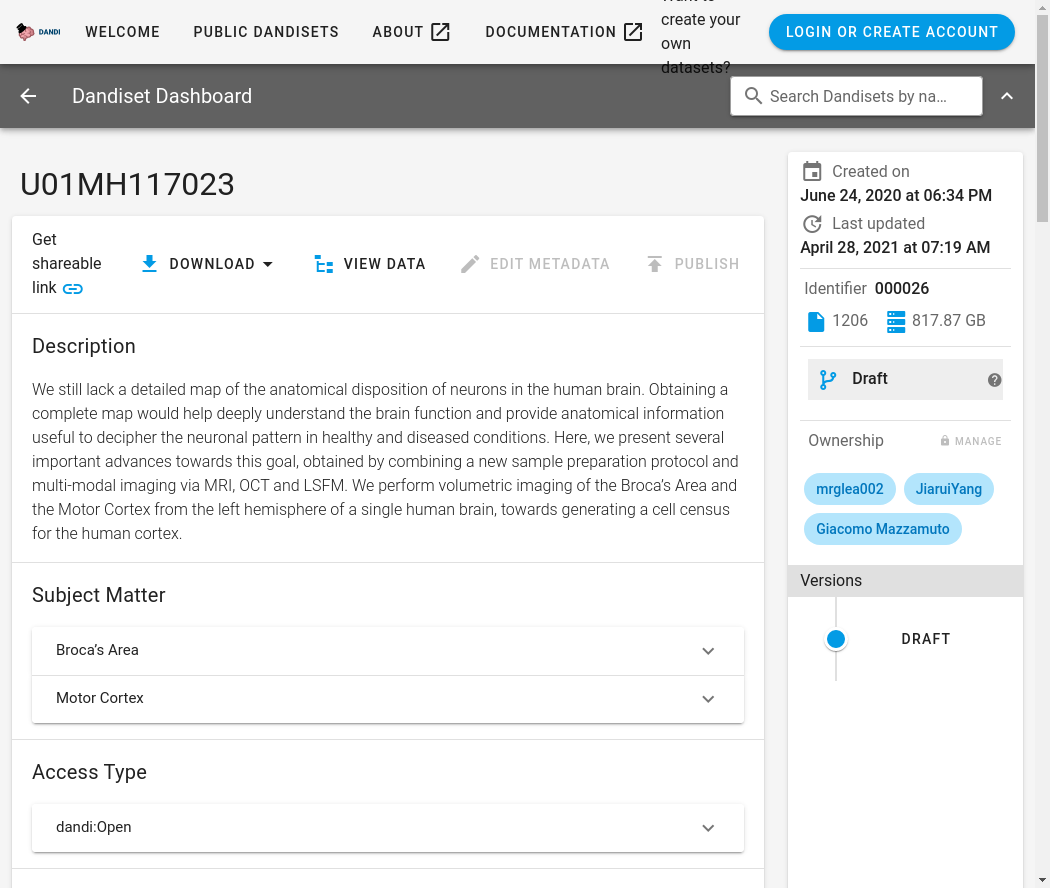 DANDI
WELCOME
PUBLIC DANDISETS
ABOUT
DOCUMENTATION
Want to
create your
own
datasets?
LOGIN OR CREATE ACCOUNT
Dandiset Dashboard
Search Dandisets by na…
U01MH117023
Get
shareable
link
DOWNLOAD
VIEW DATA
EDIT METADATA
PUBLISH
Description
We still lack a detailed map of the anatomical disposition of neurons in the human brain. Obtaining a
complete map would help deeply understand the brain function and provide anatomical information
useful to decipher the neuronal pattern in healthy and diseased conditions. Here, we present several
important advances towards this goal, obtained by combining a new sample preparation protocol and
multi-modal imaging via MRI, OCT and LSFM. We perform volumetric imaging of the Broca’s Area and
the Motor Cortex from the left hemisphere of a single human brain, towards generating a cell census
for the human cortex.
Subject Matter
Broca’s Area
Motor Cortex
Access Type
dandi:Open
Created on
June 24, 2020 at 06:34 PM
Last updated
April 28, 2021 at 07:19 AM
Identifier 000026
1206
817.87 GB
Draft
Ownership
MANAGE
mrglea002
JiaruiYang
Giacomo Mazzamuto
Versions
DRAFT